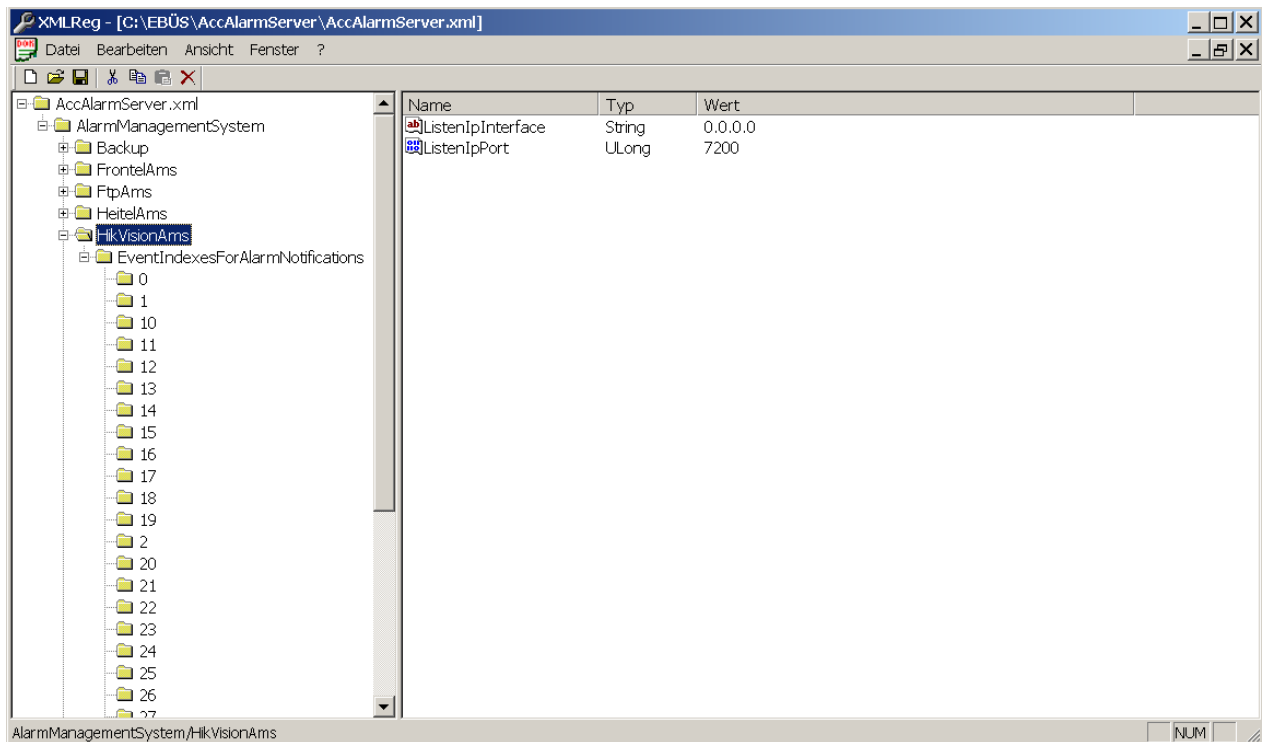 XMLReg - [C:\EBÜS\AccAlarmServer\AccAlarmServer.xml]
Datei Bearbeiten Ansicht Fenster ?
AccAlarmServer.xml
AlarmManagementSystem
Backup
FrontelAms
FtpAms
HeitelAms
HikVisionAms
EventIndexesForAlarmNotifications
0
1
10
11
12
13
14
15
16
17
18
19
2
20
21
22
23
24
25
26
27
Name Typ Wert
ListenIpInterface String 0.0.0.0
ListenIpPort ULong 7200
AlarmManagementSystem/HikVisionAms
NUM